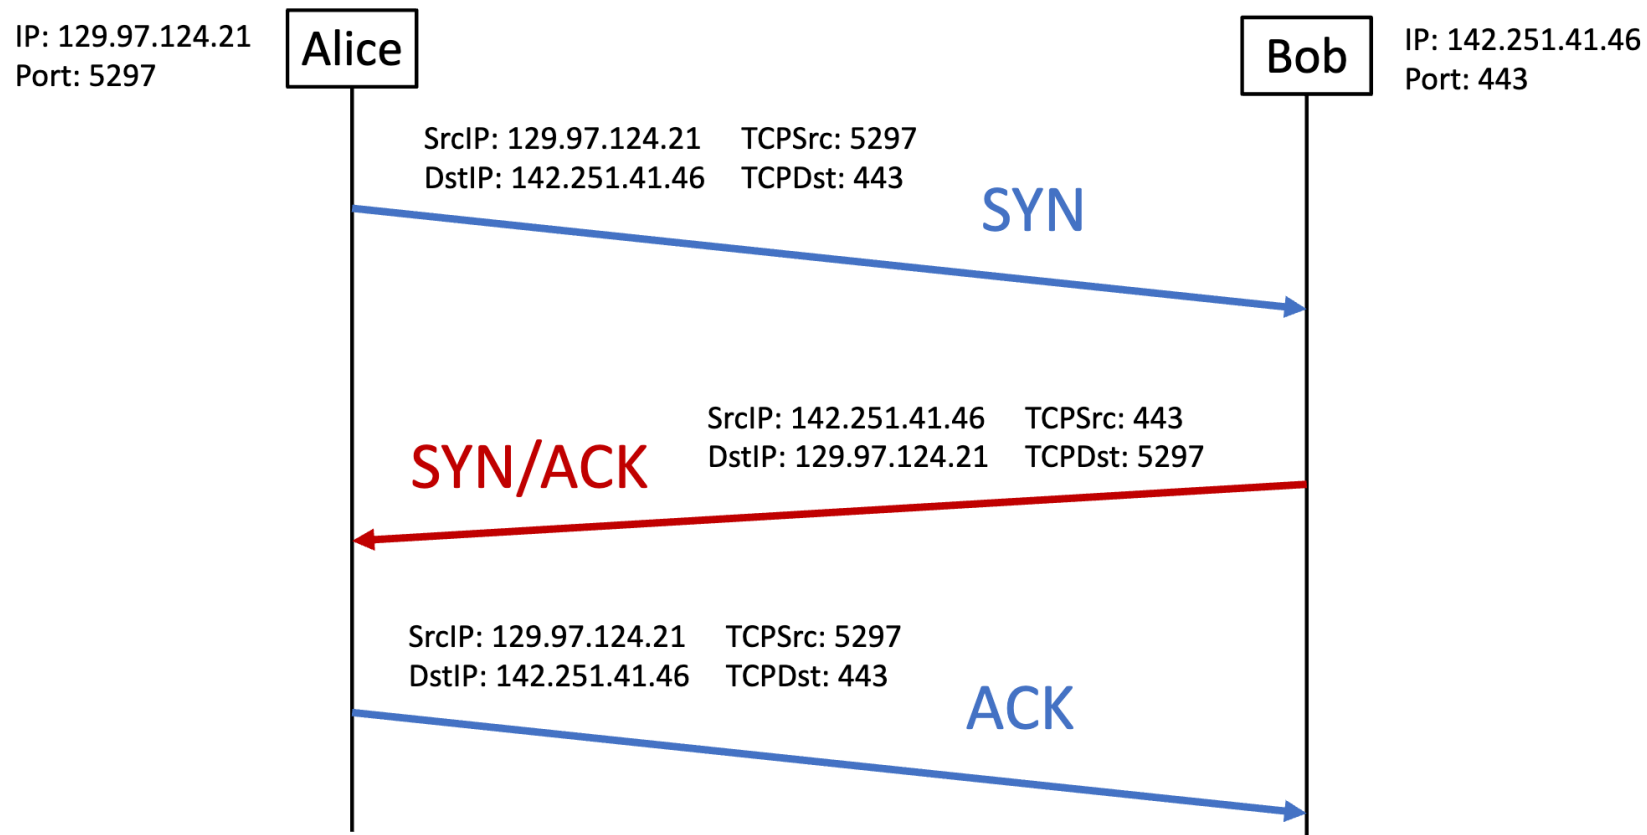 IP: 129.97.124.21
Port: 5297
Alice
Bob
IP: 142.251.41.46
Port: 443
SrcIP: 129.97.124.21 TCPSrc: 5297
DstIP: 142.251.41.46 TCPDst: 443
SYN
SrcIP: 142.251.41.46 TCPSrc: 443
DstIP: 129.97.124.21 TCPDst: 5297
SYN/ACK
SrcIP: 129.97.124.21 TCPSrc: 5297
DstIP: 142.251.41.46 TCPDst: 443
ACK